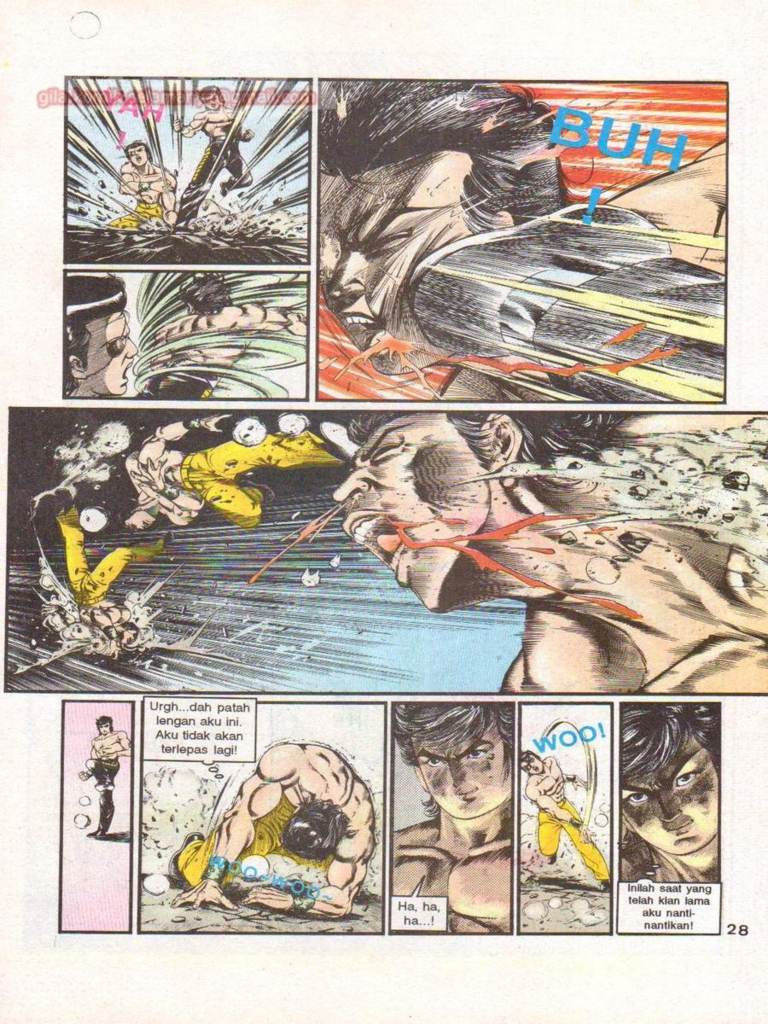 YAH
!
BUH
!
Urgh...dah patah
lengan aku ini.
Aku tidak akan
terlepas lagi!
WOO~WOO~
Ha, ha,
ha...!
WOO!
Inilah saat yang
telah kian lama
aku nanti-
nantikan!
28